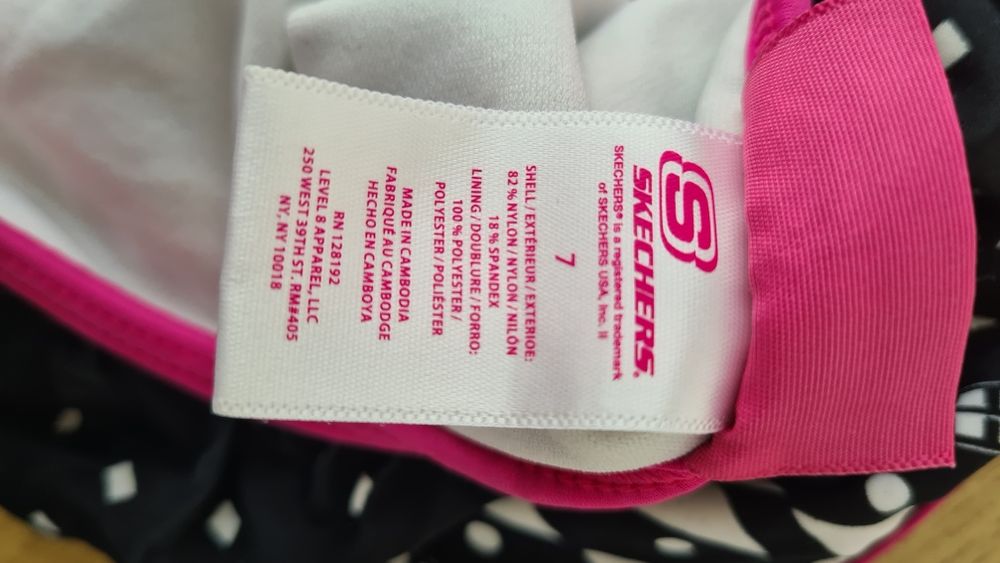 S
SKECHERS.
SKECHERS® is a registered trademark
of SKECHERS USA, Inc. II
7
SHELL / EXTÉRIEUR / EXTERIOE:
82 % NYLON / NYLON / NILÓN
18 % SPANDEX
LINING / DOUBLURE / FORRO:
100 % POLYESTER /
POLYESTER / POLIÉSTER
MADE IN CAMBODIA
FABRIQUÉ AU CAMBODGE
HECHO EN CAMBOYA
RN 128192
LEVEL 8 APPAREL, LLC
250 WEST 39TH ST. RM#405
NY, NY 10018